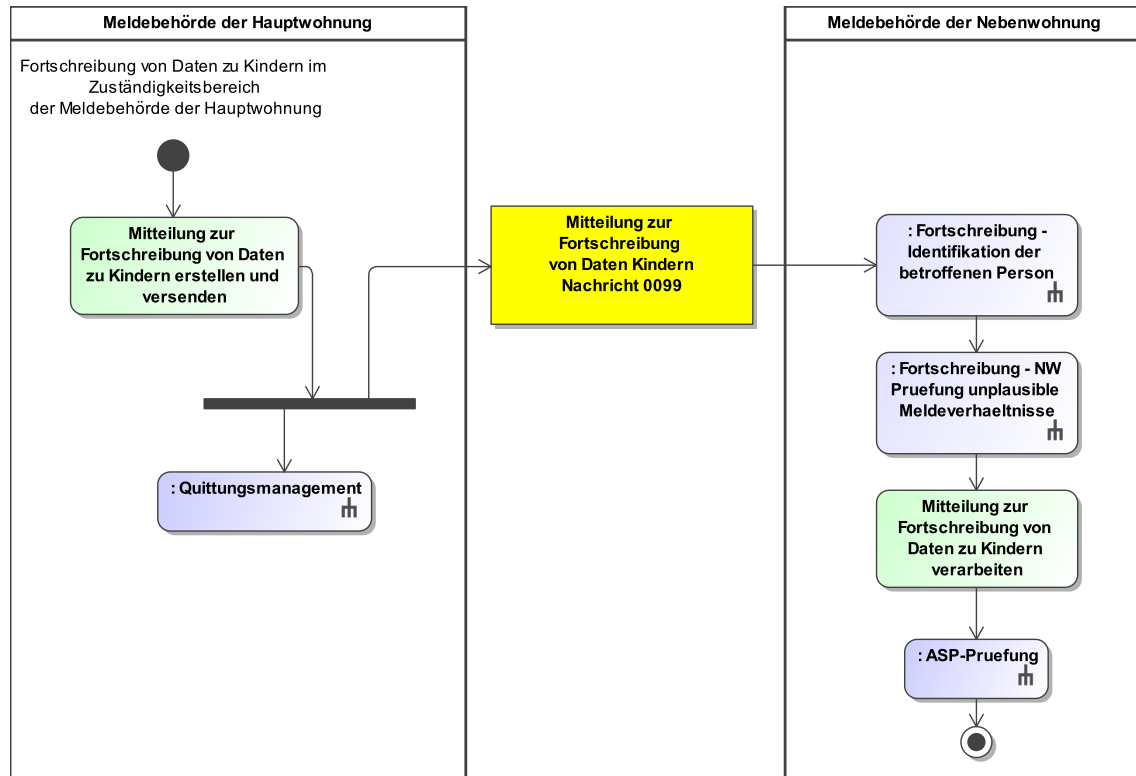 Meldebehörde der Hauptwohnung
Meldebehörde der Nebenwohnung
Fortschreibung von Daten zu Kindern im
Zuständigkeitsbereich
der Meldebehörde der Hauptwohnung
Mitteilung zur
Fortschreibung von Daten
zu Kindern erstellen und
versenden
: Quittungsmanagement
Mitteilung zur
Fortschreibung
von Daten Kindern
Nachricht 0099
: Fortschreibung -
Identifikation der
betroffenen Person
: Fortschreibung - NW
Pruefung unplausible
Meldeverhaeltnisse
Mitteilung zur
Fortschreibung von
Daten zu Kindern
verarbeiten
: ASP-Pruefung